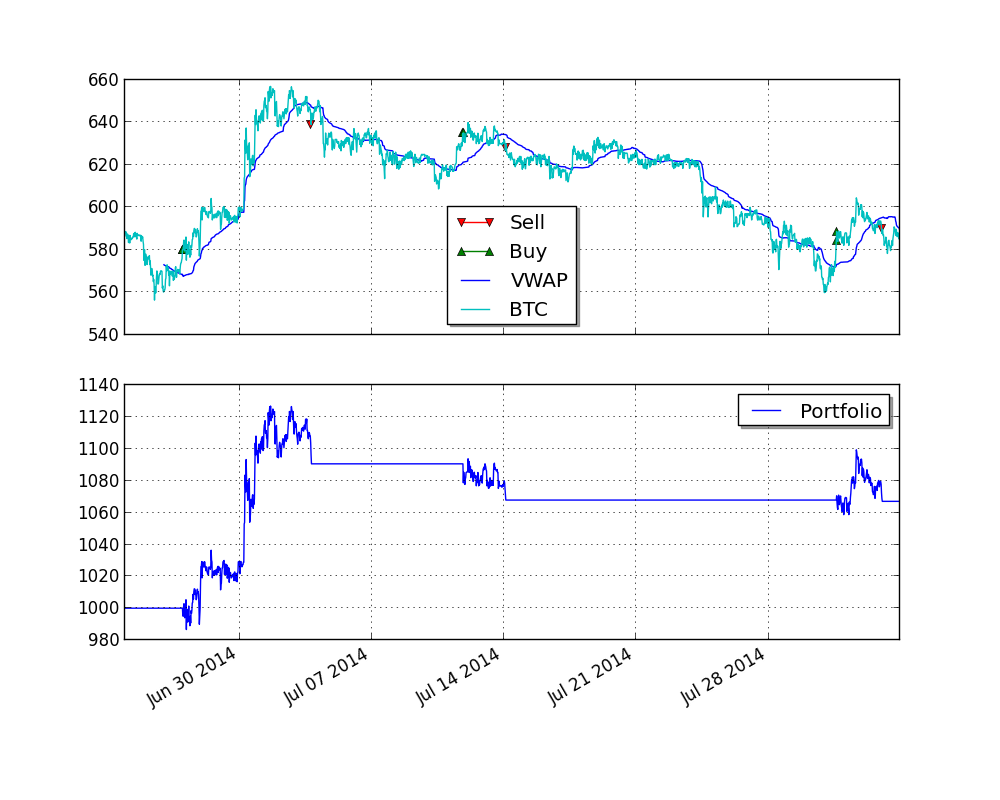 660
640
620
600
580
560
540
Sell
Buy
VWAP
BTC
1140
1120
1100
1080
1060
1040
1020
1000
980
Portfolio
Jun 30 2014
Jul 07 2014
Jul 14 2014
Jul 21 2014
Jul 28 2014